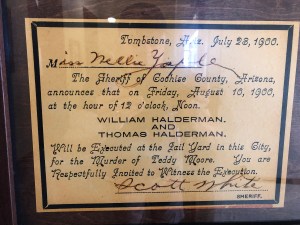 Tombstone, Ariz. July 23, 1900.
Miss Nellie
The Sheriff of Cochise County, Arizona,
announces that on Friday, August 10, 1900,
at the hour of 12 o'clock, Noon.
WILLIAM HALDERMAN.
AND
THOMAS HALDERMAN.
Will be Executed at the Jail Yard in this City,
for the Murder of Teddy Moore. You are
Respectfully Invited to Witness the Execution.
Scott White
SHERIFF.